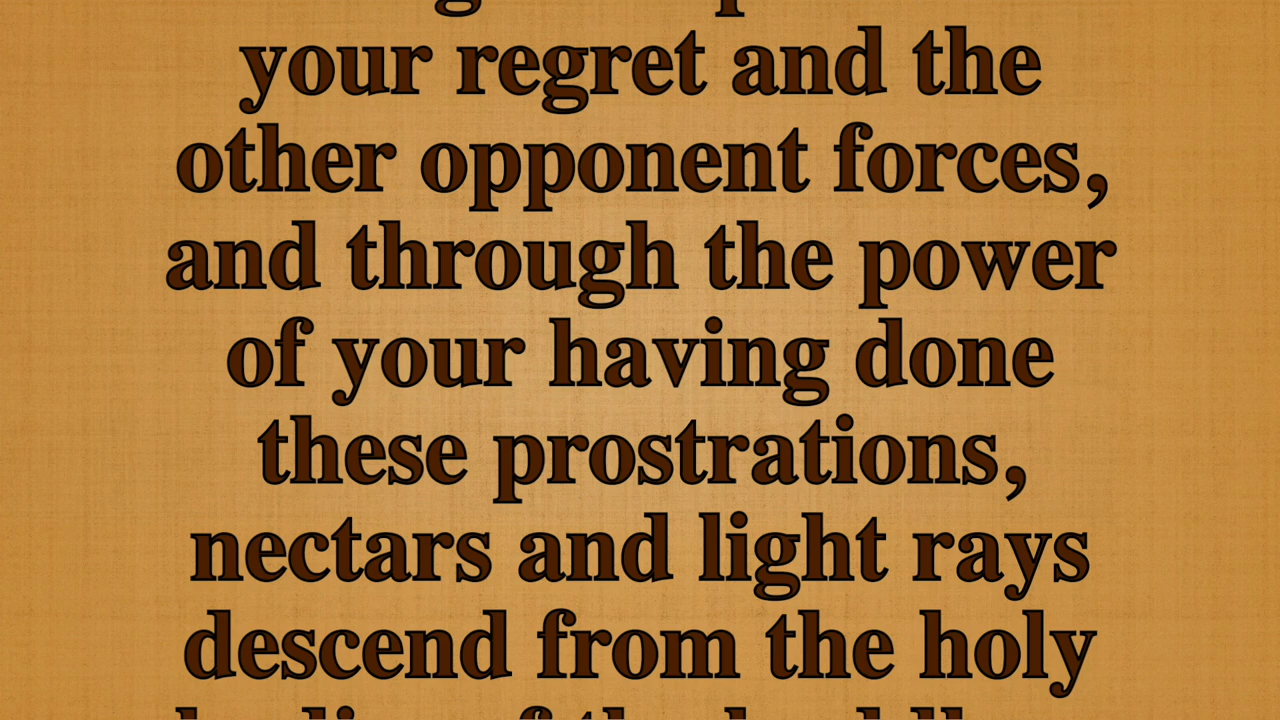 your regret and the
other opponent forces,
and through the power
of your having done
these prostrations,
nectars and light rays
descend from the holy